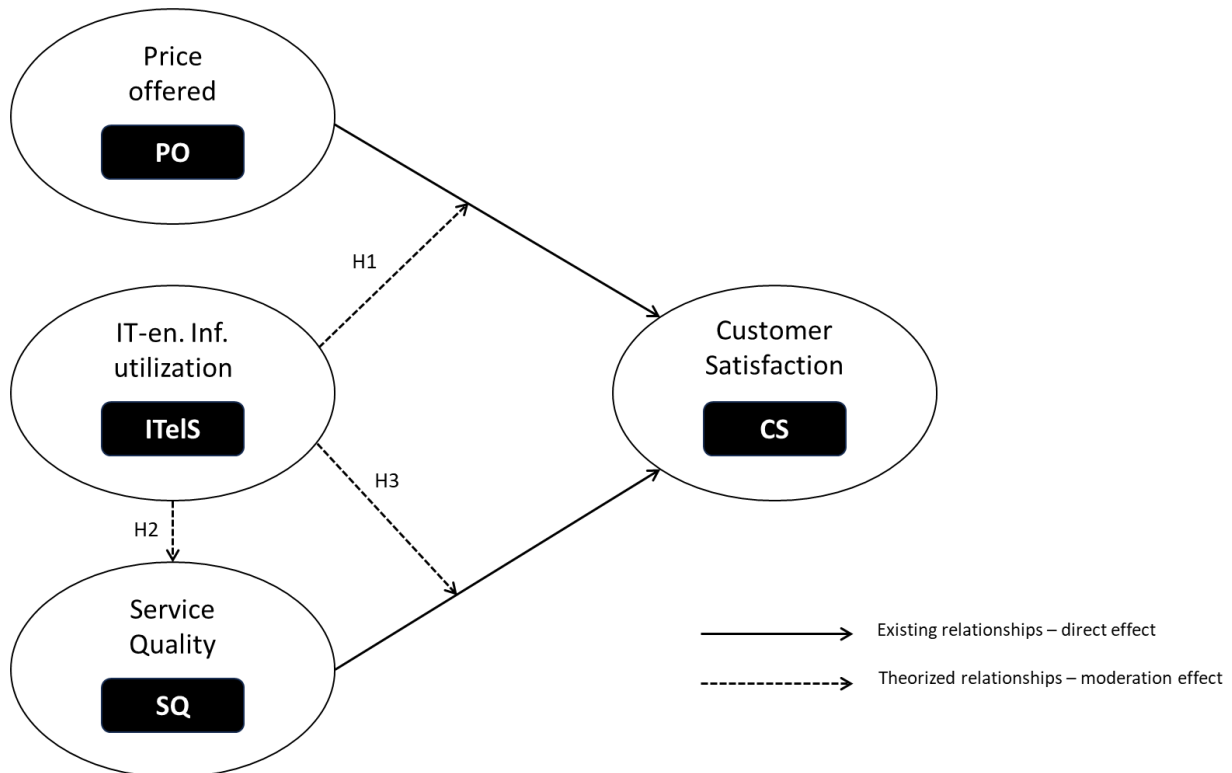 Price
offered
PO
H1
IT-en. Inf.
utilization
ITelS
Customer
Satisfaction
CS
H3
H2
Service
Quality
SQ
Existing relationships – direct effect
Theorized relationships – moderation effect